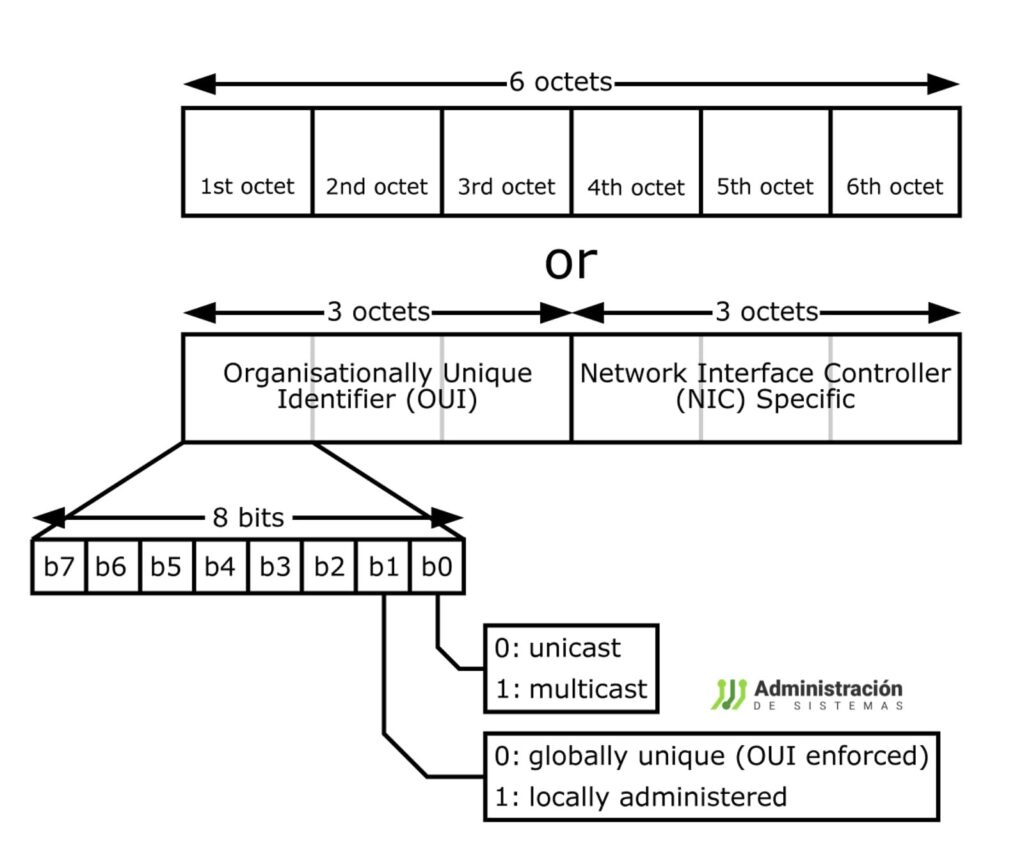 6 octets
1st octet 2nd octet 3rd octet 4th octet 5th octet 6th octet
or
3 octets 3 octets
Organisationally Unique
Identifier (OUI)
Network Interface Controller
(NIC) Specific
8 bits
b7 b6 b5 b4 b3 b2 b1 b0
0: unicast
1: multicast
Administración
DE SISTEMAS
0: globally unique (OUI enforced)
1: locally administered